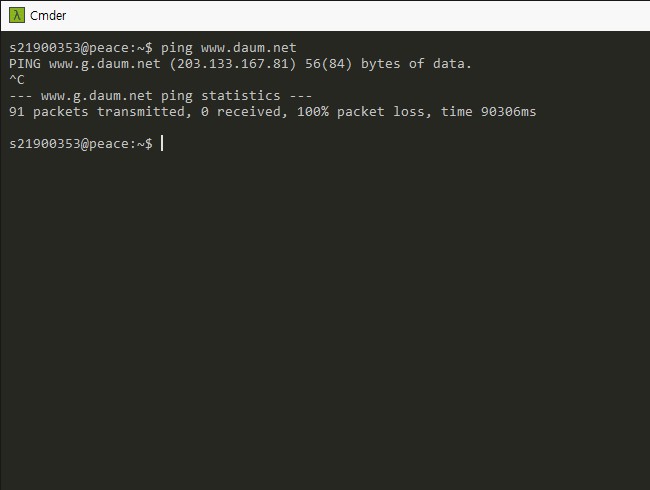 λ Cmder
s21900353@peace:~$ ping www.daum.net
PING www.g.daum.net (203.133.167.81) 56(84) bytes of data.
^C
--- www.g.daum.net ping statistics ---
91 packets transmitted, 0 received, 100% packet loss, time 90306ms
s21900353@peace:~$